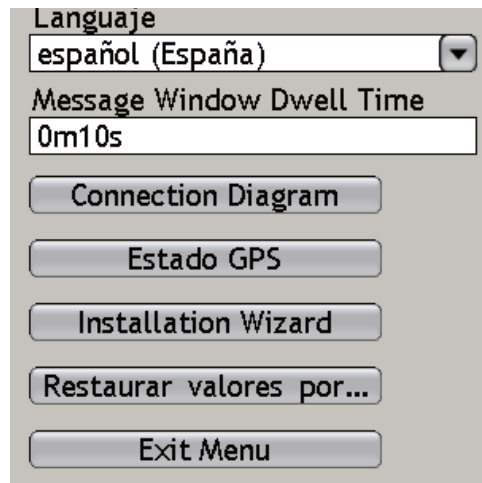 Languaje
español (España)
Message Window Dwell Time
0m10s
Connection Diagram
Estado GPS
Installation Wizard
Restaurar valores por...
Exit Menu